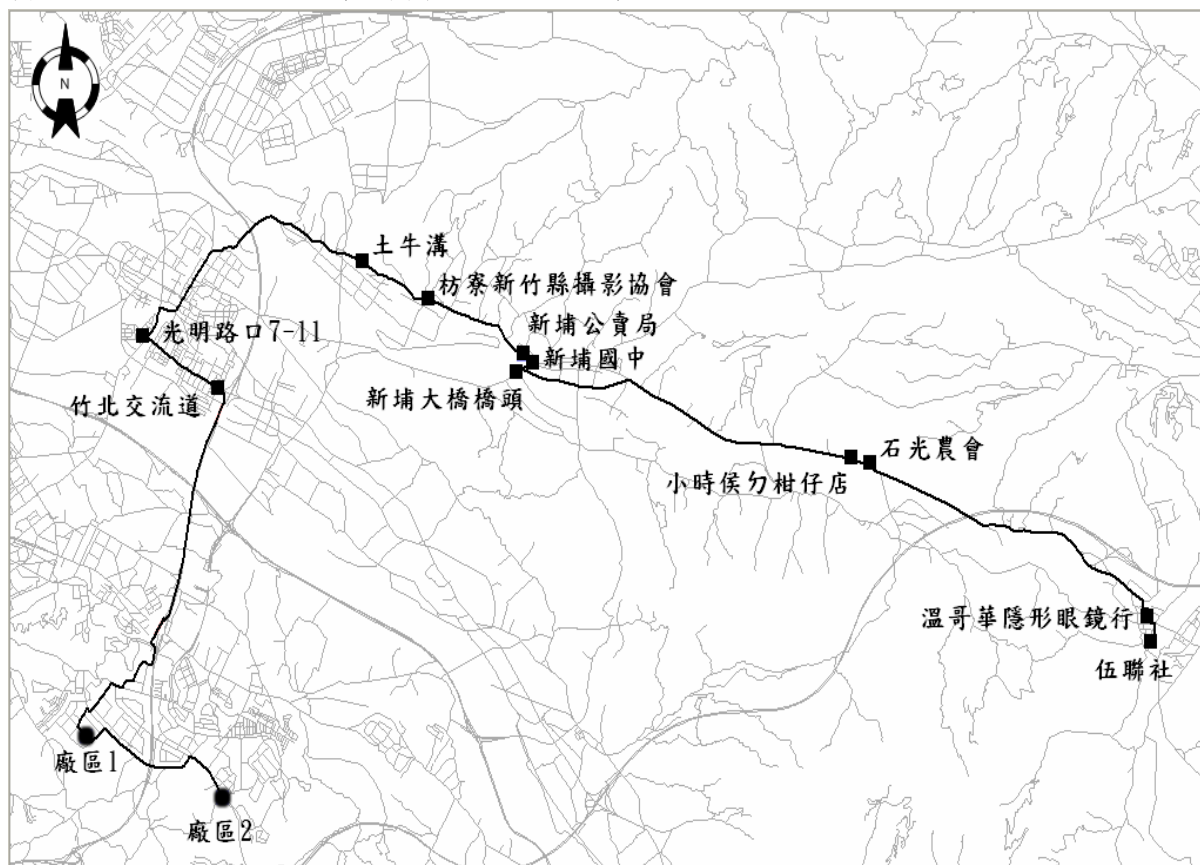 N
土牛溝
枋寮新竹縣攝影協會
新埔公賣局
光明路口7-11
新埔國中
新埔大橋橋頭
竹北交流道
石光農會
小時侯勹柑仔店
溫哥華隱形眼鏡行
伍聯社
廠區1
廠區2